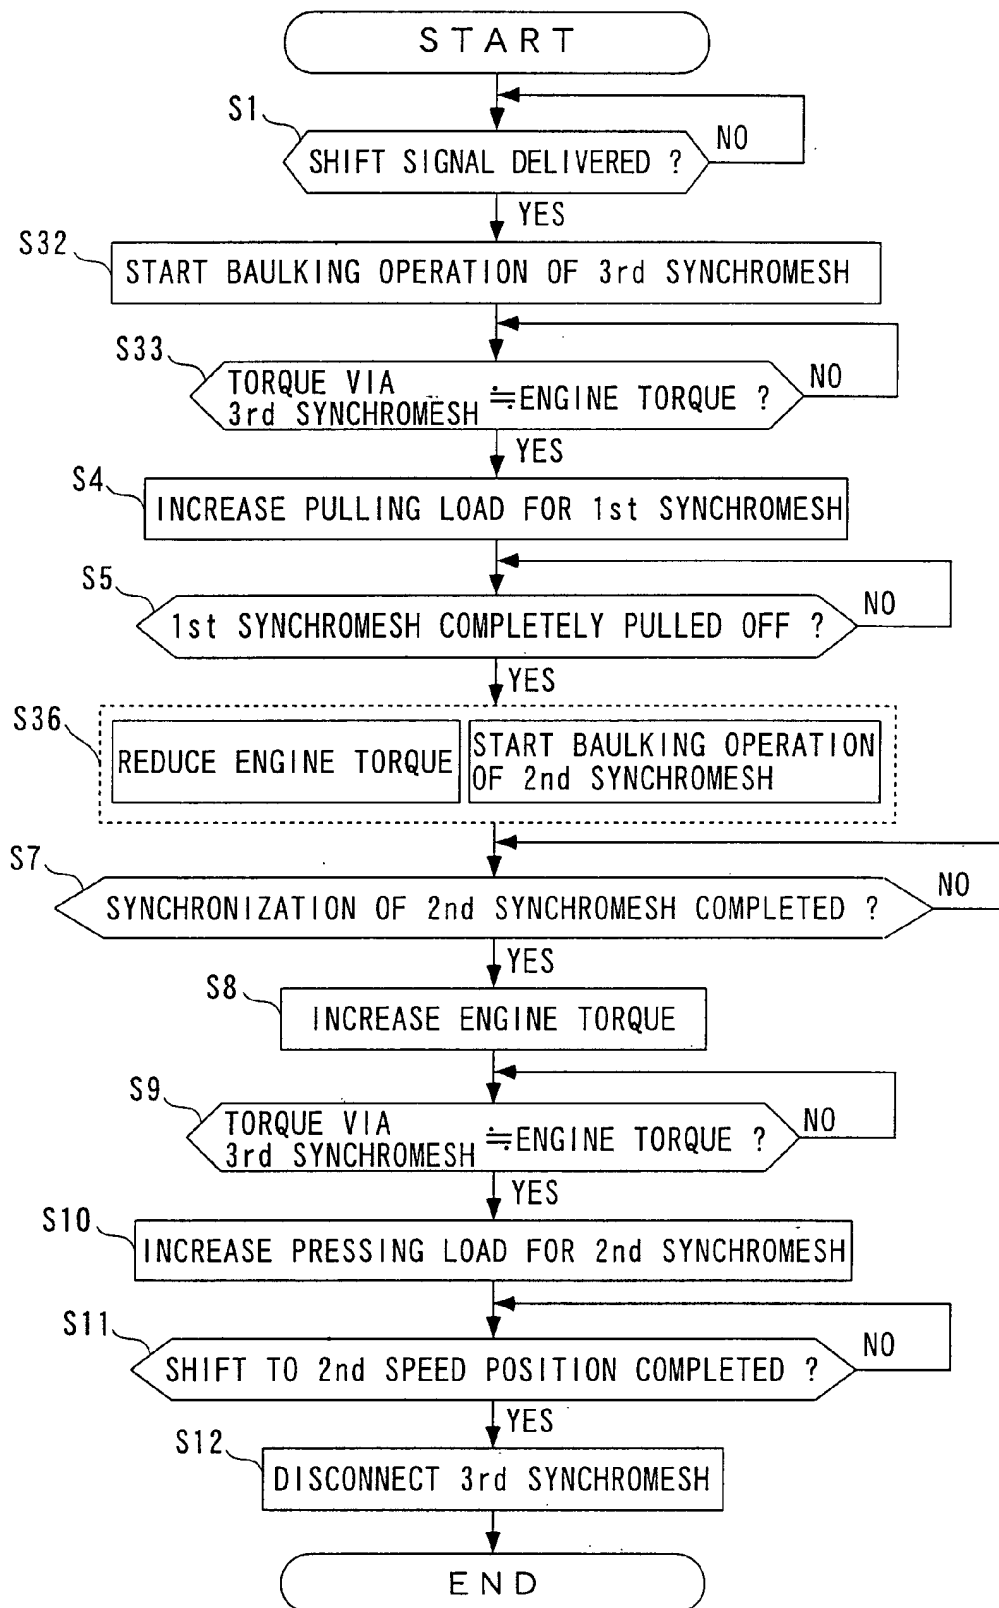 START
S1
SHIFT SIGNAL DELIVERED ?
NO
YES
S32
START BAULKING OPERATION OF 3rd SYNCHROMESH
S33
TORQUE VIA
3rd SYNCHROMESH ≒ENGINE TORQUE ?
NO
YES
S4
INCREASE PULLING LOAD FOR 1st SYNCHROMESH
S5
1st SYNCHROMESH COMPLETELY PULLED OFF ?
NO
YES
S36
REDUCE ENGINE TORQUE
START BAULKING OPERATION
OF 2nd SYNCHROMESH
S7
SYNCHRONIZATION OF 2nd SYNCHROMESH COMPLETED ?
NO
YES
S8
INCREASE ENGINE TORQUE
S9
TORQUE VIA
3rd SYNCHROMESH ≒ENGINE TORQUE ?
NO
YES
S10
INCREASE PRESSING LOAD FOR 2nd SYNCHROMESH
S11
SHIFT TO 2nd SPEED POSITION COMPLETED ?
NO
YES
S12
DISCONNECT 3rd SYNCHROMESH
END